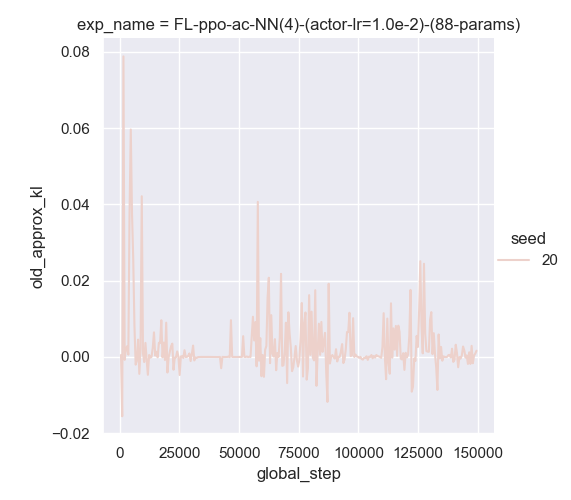 exp_name = FL-ppo-ac-NN(4)-(actor-lr=1.0e-2)-(88-params)
0.08
0.06
0.04
0.02
0.00
−0.02
old_approx_kl
0 25000 50000 75000 100000 125000 150000
global_step
seed
20